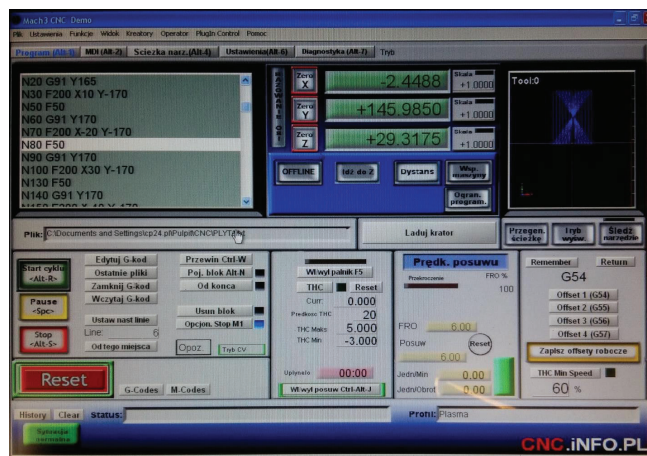 Mach3 CNC Demo
Plik Ustawienia Funkcje Widok Kreatory Operator PlugIn Control Pomoc
Program (Alt-1) MDI (Alt-2) Sciezka narz.(Alt-4) Ustawienia(Alt-6) Diagnostyka (Alt-7) Tryb
N20 G91 Y165
N30 F200 X10 Y-170
N50 F50
N60 G91 Y170
N70 F200 X-20 Y-170
N80 F50
N90 G91 Y170
N100 F200 X30 Y-170
N130 F50
N140 G91 Y170
Zero X -2.4488 Skala +1.0000
Zero Y +145.9850 Skala +1.0000
Zero Z +29.3175 Skala +1.0000
OFFLINE Idź do Z Dystans Wsp. maszyny
Ogran. program.
Tool:0
Plik: C:\Documents and Settings\cp24.pl\Pulpit\CNC\PLYTA.txt
Ładuj krator
Przegen. ścieżkę Tryb wyśw. Śledź narzędzie
Start cyklu <Alt-R>
Pause <Spc>
Stop <Alt-S>
Edytuj G-kod Przewin Ctrl-W
Ostatnie pliki Poj. blok Alt-N
Zamknij G-kod Od konca
Wczytaj G-kod
Usun blok
Ustaw nast linie Opcjon. Stop M1
Line: 6
Od tego miejsca Opoz. Tryb CV
Reset
G-Codes M-Codes
Wł/wył palnik F5
THC Reset
Curr: 0.000
Predkosc THC 20
THC Maks 5.000
THC Min -3.000
Uplynelo 00:00
Wł/wył posuw Ctrl-Alt-J
Prędk. posuwu
Przekroczenie FRO %
100
FRO 6.00
Posuw Reset
6.00
Jedn/Min 0.00
Jedn/Obrot 0.00
Remember Return
G54
Offset 1 (G54)
Offset 2 (G55)
Offset 3 (G56)
Offset 4 (G57)
Zapisz offsety robocze
THC Min Speed
60 %
History Clear Status:
Profil: Plasma
CNC.iNFO.PL